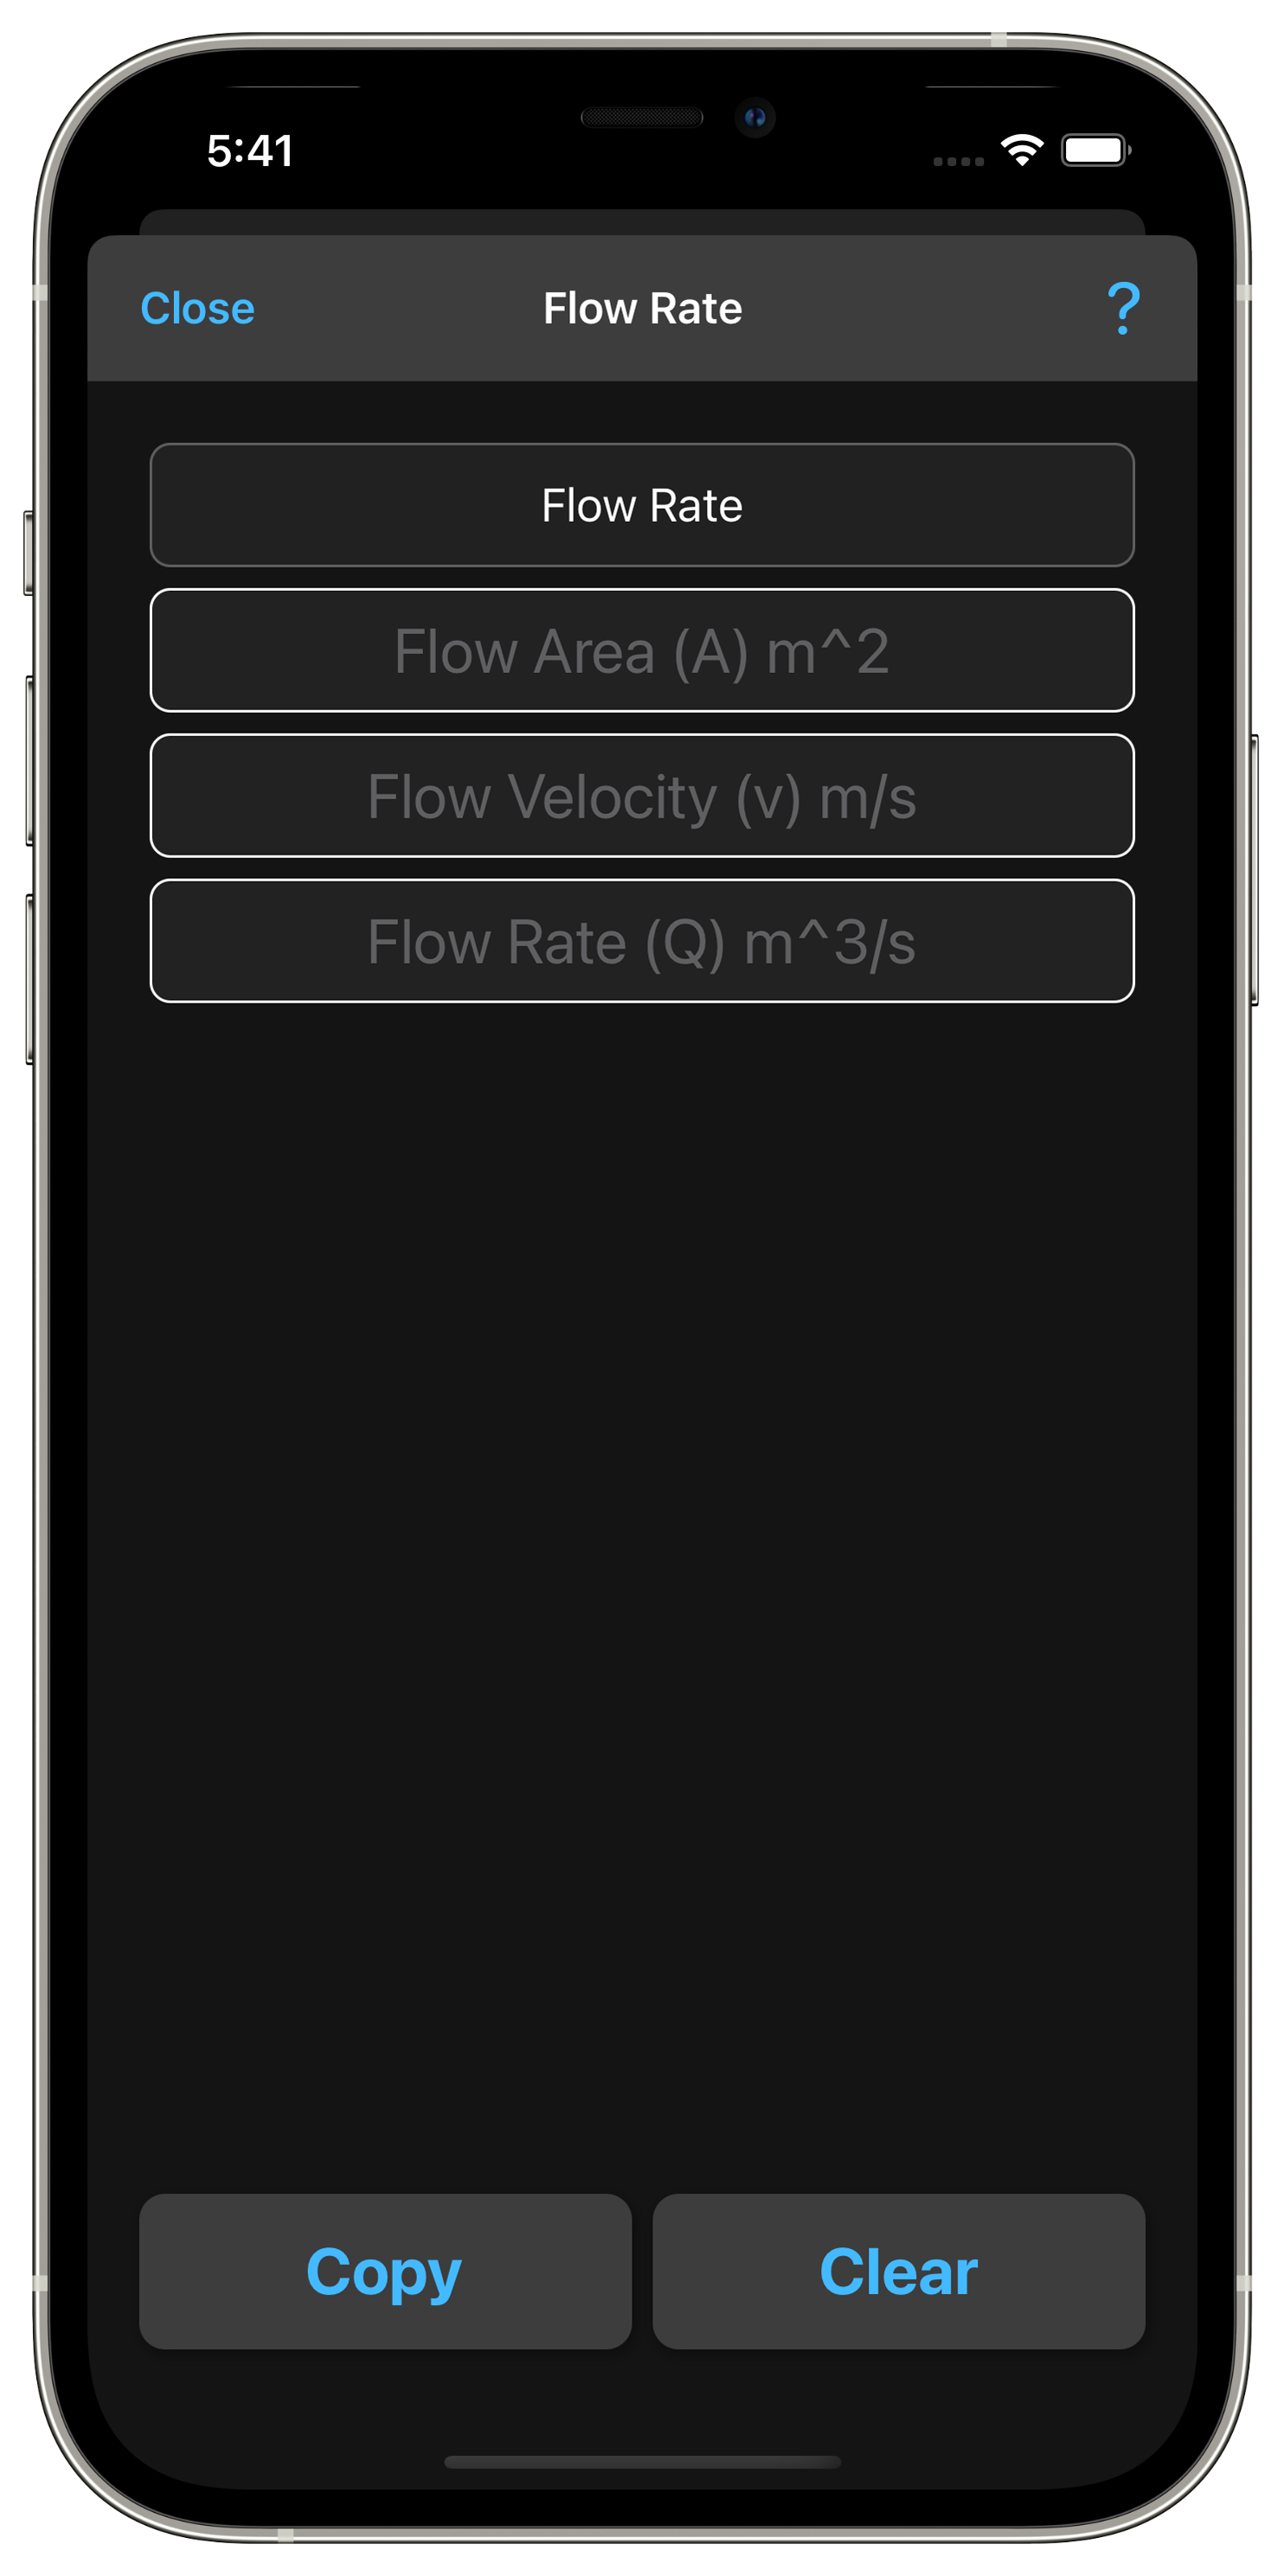 5:41
Close Flow Rate ?
Flow Rate
Flow Area (A) m^2
Flow Velocity (v) m/s
Flow Rate (Q) m^3/s
Copy Clear